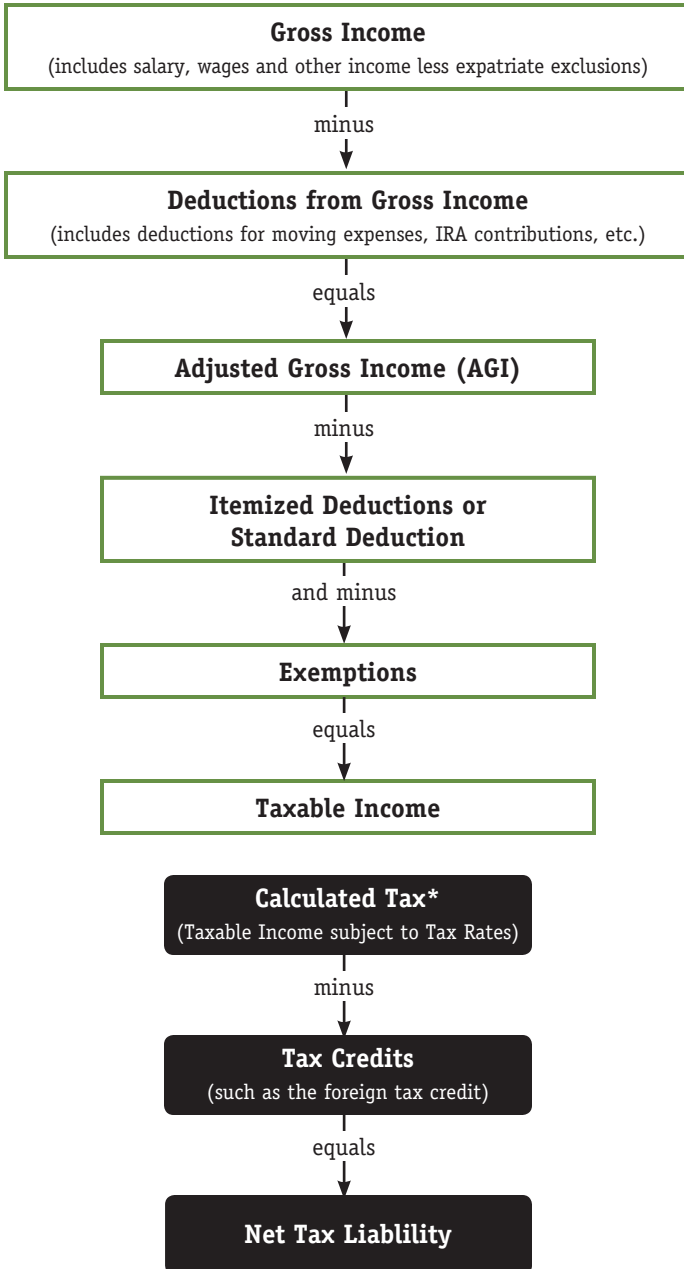 Gross Income
(includes salary, wages and other income less expatriate exclusions)
minus
Deductions from Gross Income
(includes deductions for moving expenses, IRA contributions, etc.)
equals
Adjusted Gross Income (AGI)
minus
Itemized Deductions or
Standard Deduction
and minus
Exemptions
equals
Taxable Income
Calculated Tax*
(Taxable Income subject to Tax Rates)
minus
Tax Credits
(such as the foreign tax credit)
equals
Net Tax Liablility